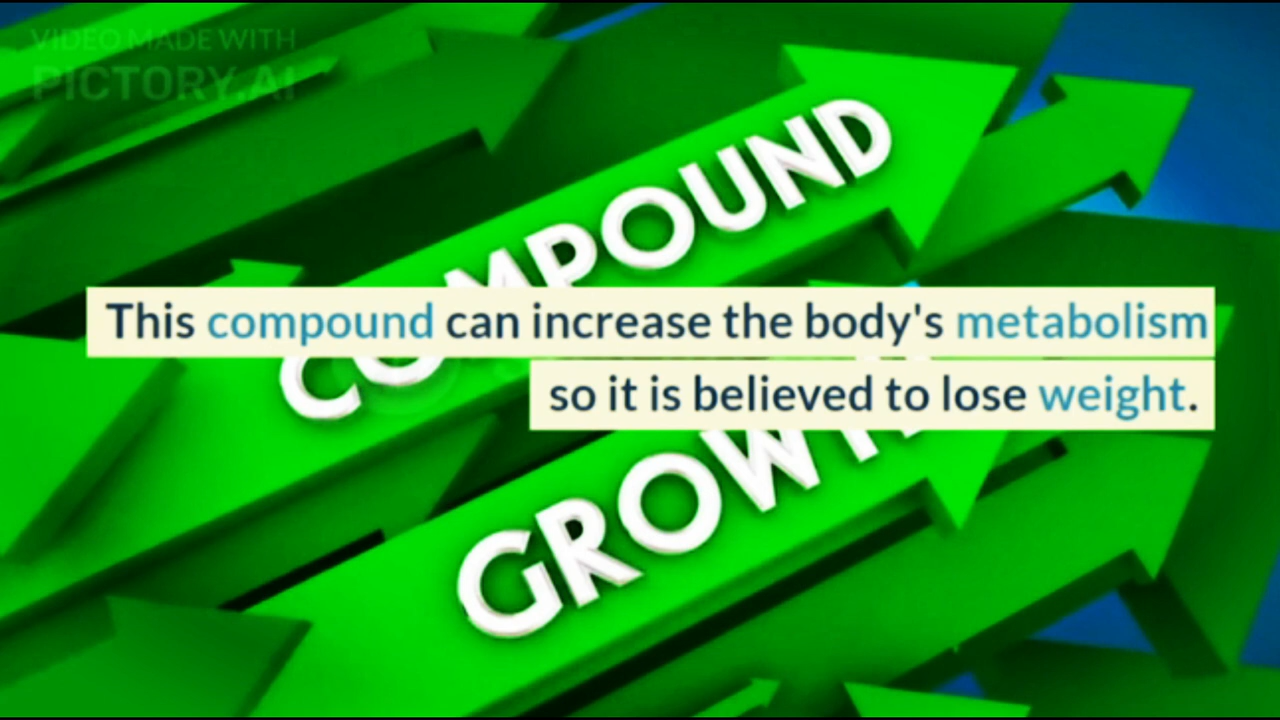 VIDEO MADE WITH
PICTORY.AI
COMPOUND
This compound can increase the body's metabolism
so it is believed to lose weight.
GROWTH